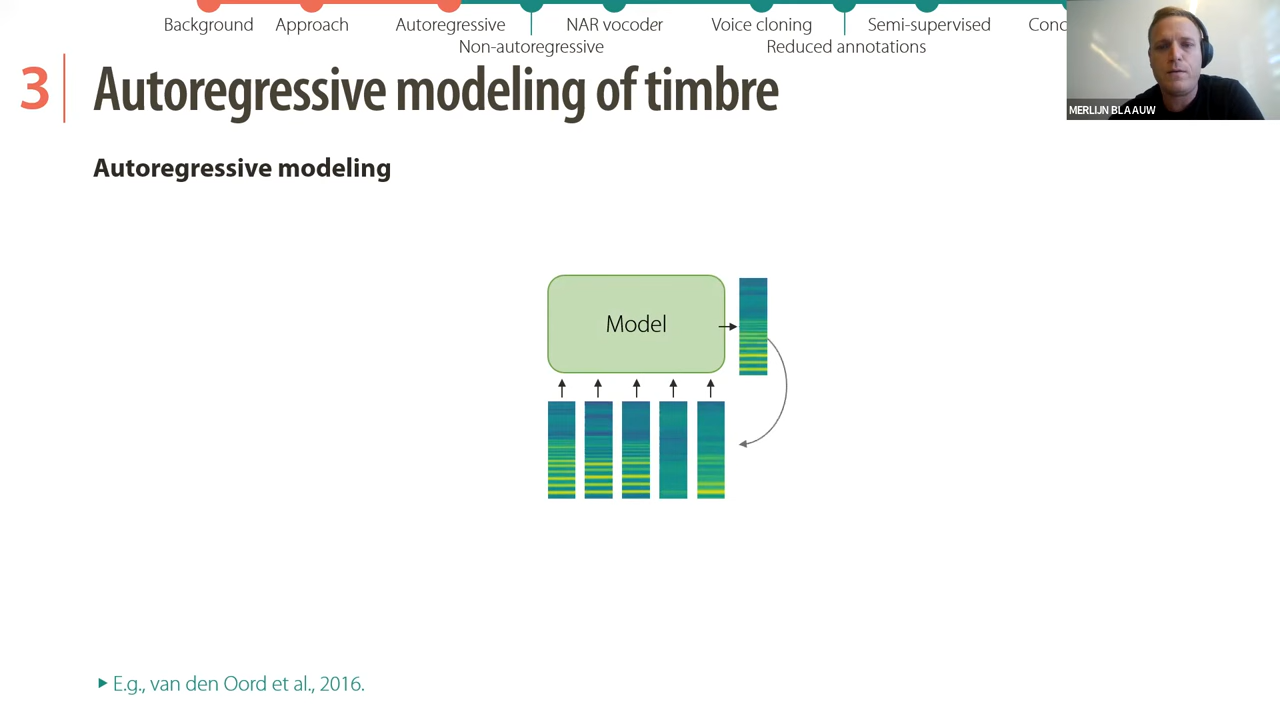 Background Approach Autoregressive NAR vocoder Voice cloning Semi-supervised
Non-autoregressive Reduced annotations
MERLIJN BLAAUW
3 Autoregressive modeling of timbre
Autoregressive modeling
Model
E.g., van den Oord et al., 2016.